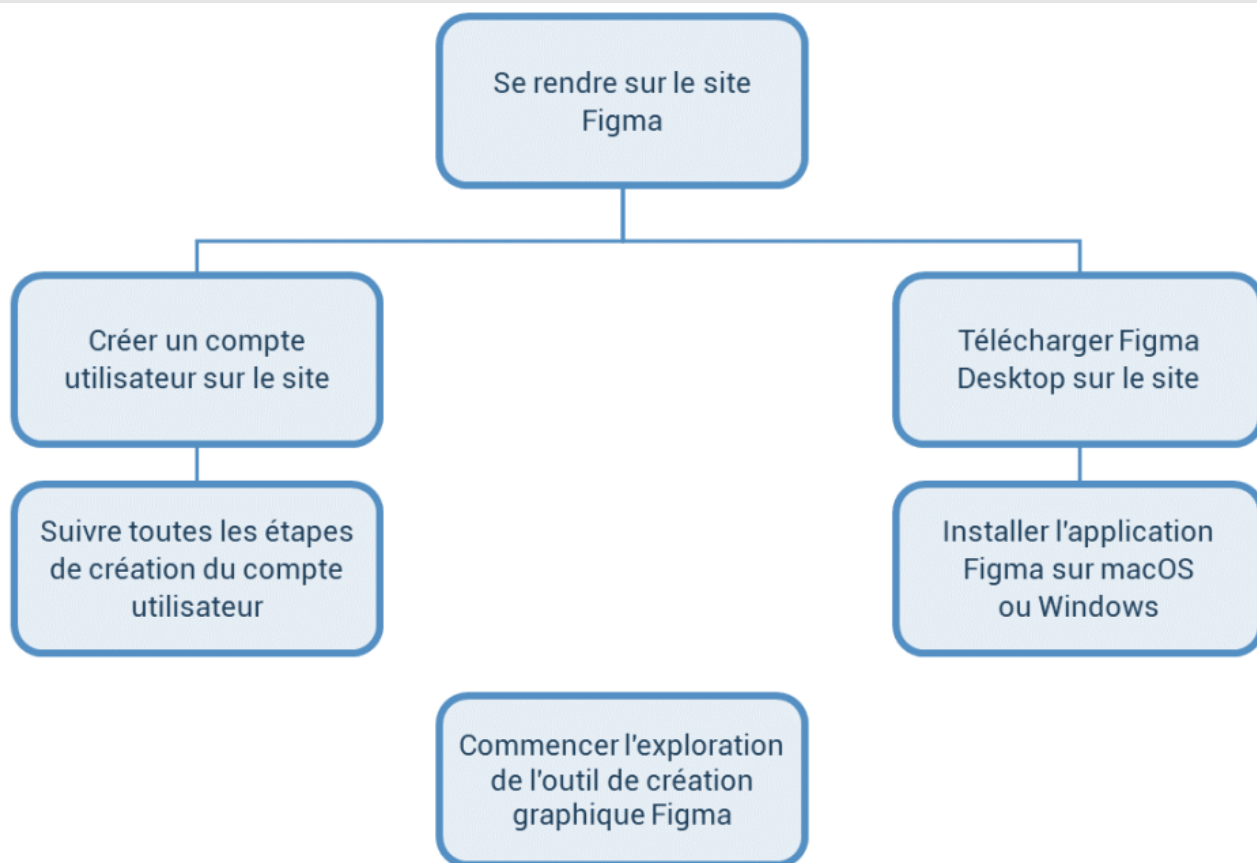 Se rendre sur le site
Figma
Créer un compte
utilisateur sur le site
Télécharger Figma
Desktop sur le site
Suivre toutes les étapes
de création du compte
utilisateur
Installer l'application
Figma sur macOS
ou Windows
Commencer l'exploration
de l'outil de création
graphique Figma